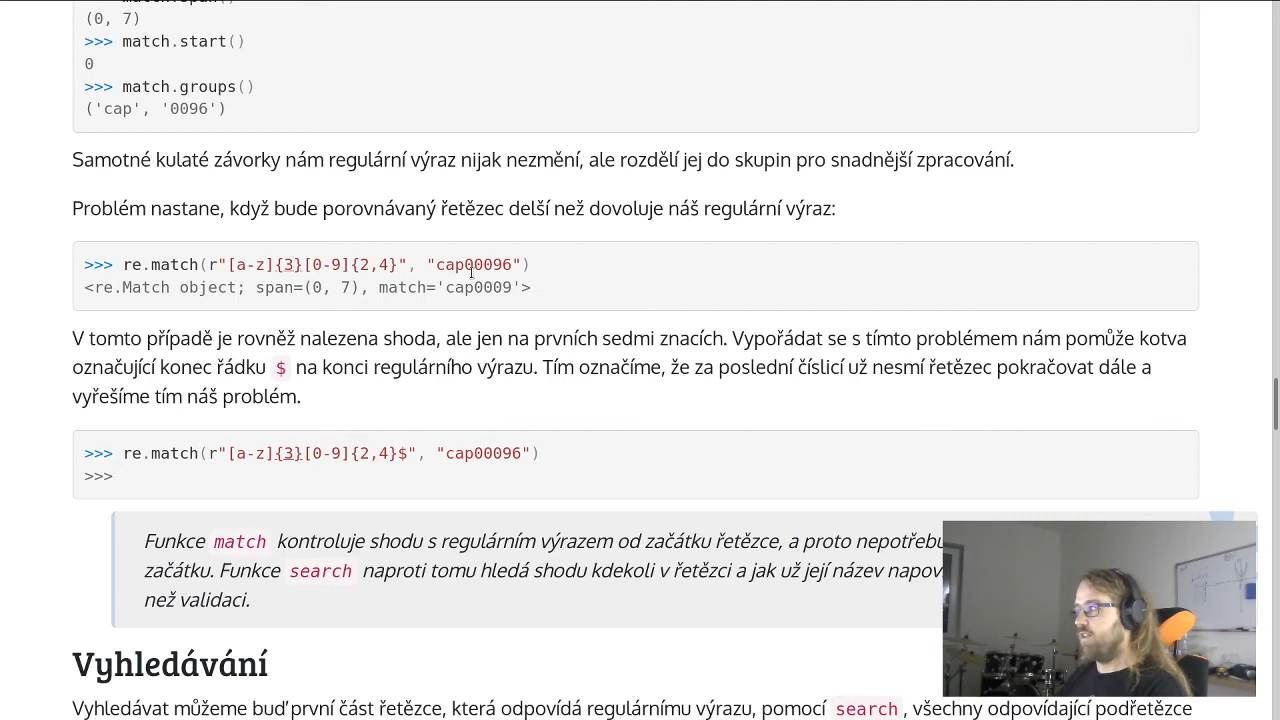 (0, 7)
>>> match.start()
0
>>> match.groups()
('cap', '0096')
Samotné kulaté závorky nám regulární výraz nijak nezmění, ale rozdělí jej do skupin pro snadnější zpracování.
Problém nastane, když bude porovnávaný řetězec delší než dovoluje náš regulární výraz:
>>> re.match(r"[a-z]{3}[0-9]{2,4}", "cap00096")
<re.Match object; span=(0, 7), match='cap0009'>
V tomto případě je rovněž nalezena shoda, ale jen na prvních sedmi znacích. Vypořádat se s tímto problémem nám pomůže kotva
označující konec řádku $ na konci regulárního výrazu. Tím označíme, že za poslední číslicí už nesmí řetězec pokračovat dále a
vyřešíme tím náš problém.
>>> re.match(r"[a-z]{3}[0-9]{2,4}$", "cap00096")
>>>
Funkce match kontroluje shodu s regulárním výrazem od začátku řetězce, a proto
začátku. Funkce search naproti tomu hledá shodu kdekoli v řetězci a jak už její název
než validaci.
Vyhledávání
Vyhledávat můžeme buď první část řetězce, která odpovídá regulárnímu výrazu, pomocí search, všechny odpovídající podřetězce